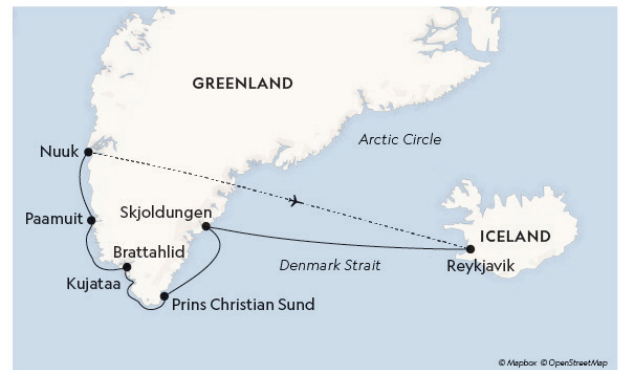 GREENLAND
Arctic Circle
Nuuk
Skjoldungen
Paamuit
ICELAND
Brattahlid
Denmark Strait
Reykjavik
Kujataa
Prins Christian Sund
© Mapbox © OpenStreetMap